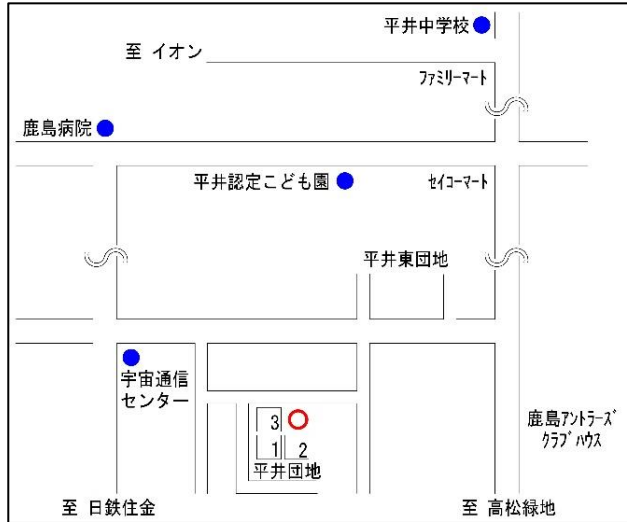 平井中学校
至 イオン
ﾌｧﾐﾘｰﾏｰﾄ
鹿島病院
平井認定こども園
ｾｲｺｰﾏｰﾄ
平井東団地
宇宙通信
センター
3
1 2
平井団地
鹿島ｱﾝﾄﾗｰｽﾞ
ｸﾗﾌﾞﾊｳｽ
至 日鉄住金
至 高松緑地